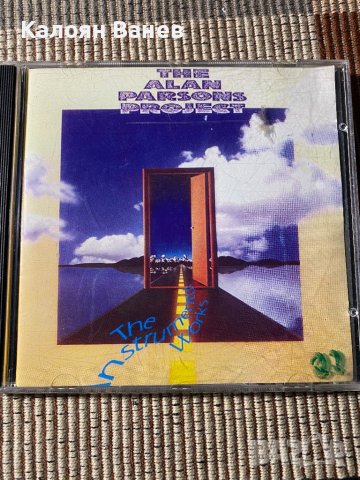 Калоян Ванев
THE
ALAN
PARSONS
PROJECT
The
Instrumental
Works